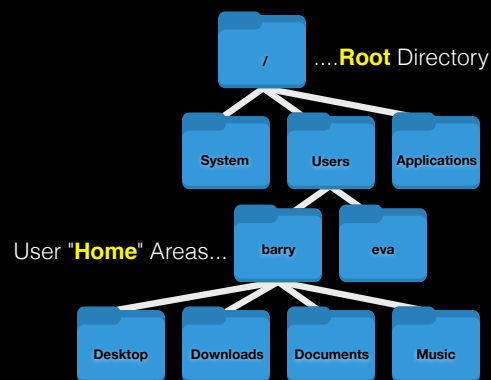 / ....Root Directory
System Users Applications
User "Home" Areas... barry eva
Desktop Downloads Documents Music